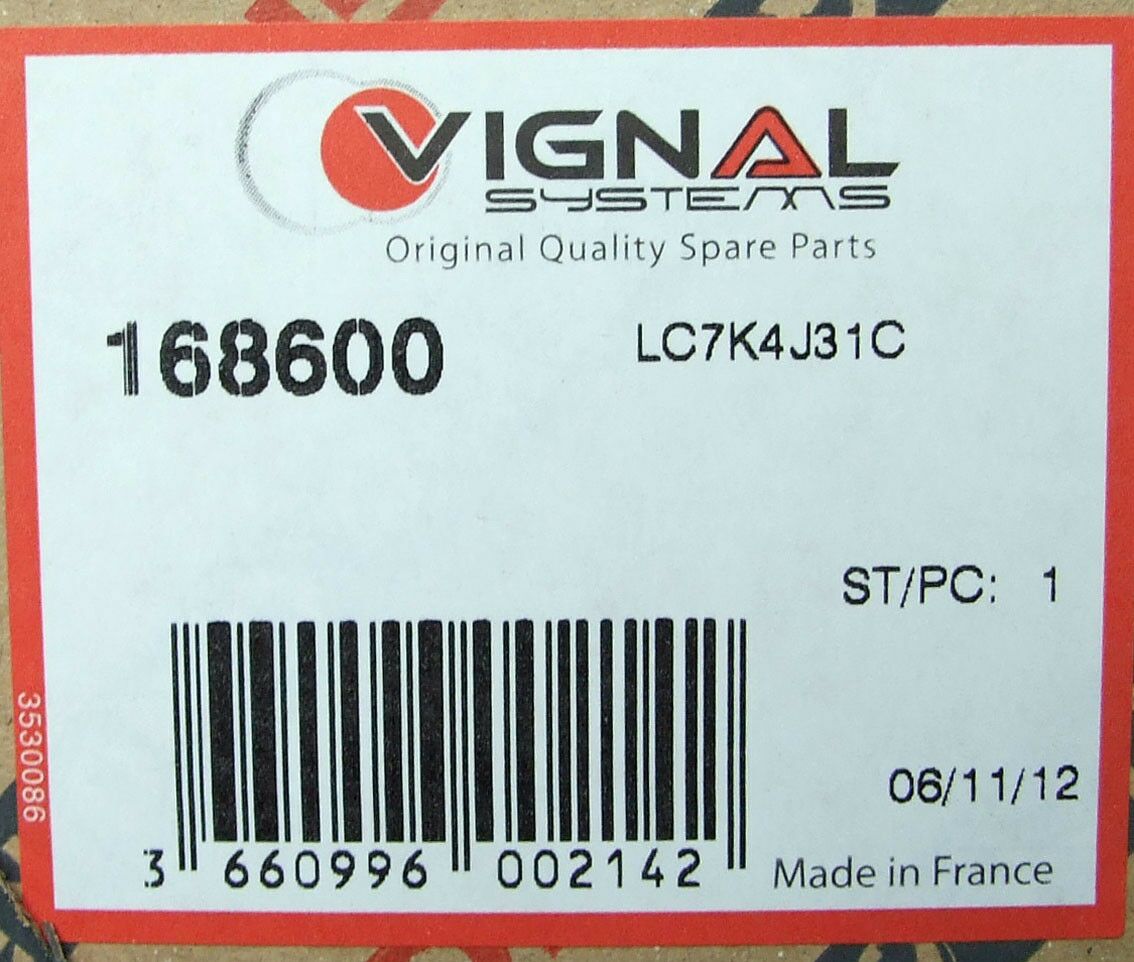 VIGNAL
SYSTEMS
Original Quality Spare Parts
168600 LC7K4J31C
ST/PC: 1
06/11/12
3 660996 002142
Made in France
3530086